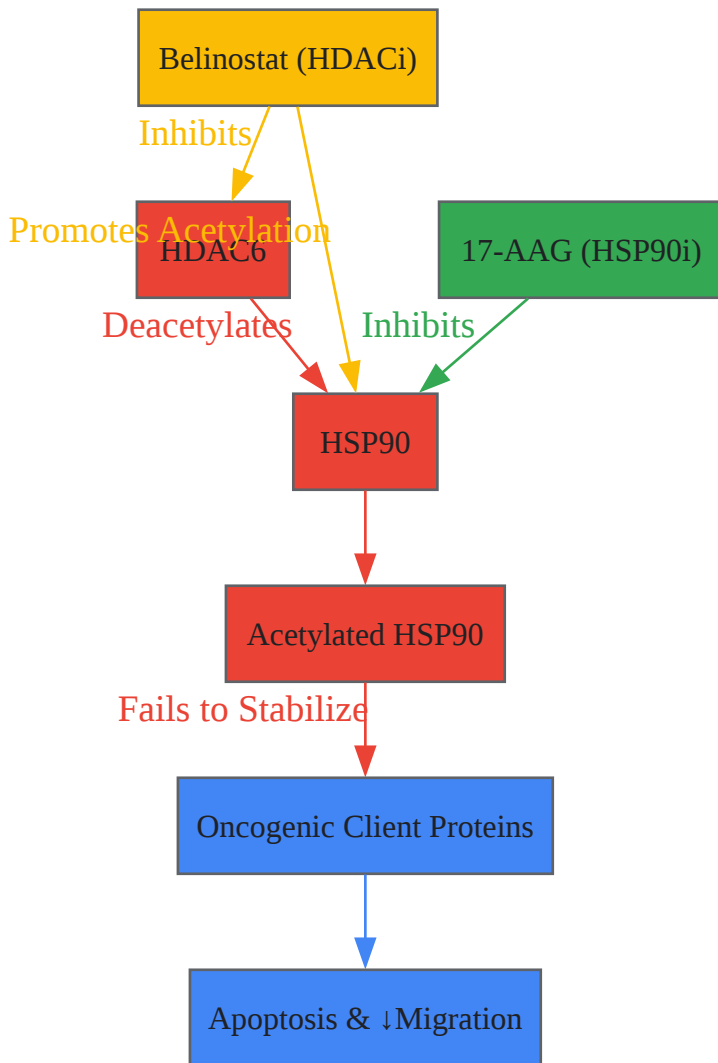 Belinostat (HDACi)
Inhibits
Promotes Acetylation
HDAC6
17-AAG (HSP90i)
Deacetylates
Inhibits
HSP90
Acetylated HSP90
Fails to Stabilize
Oncogenic Client Proteins
Apoptosis & ↓Migration